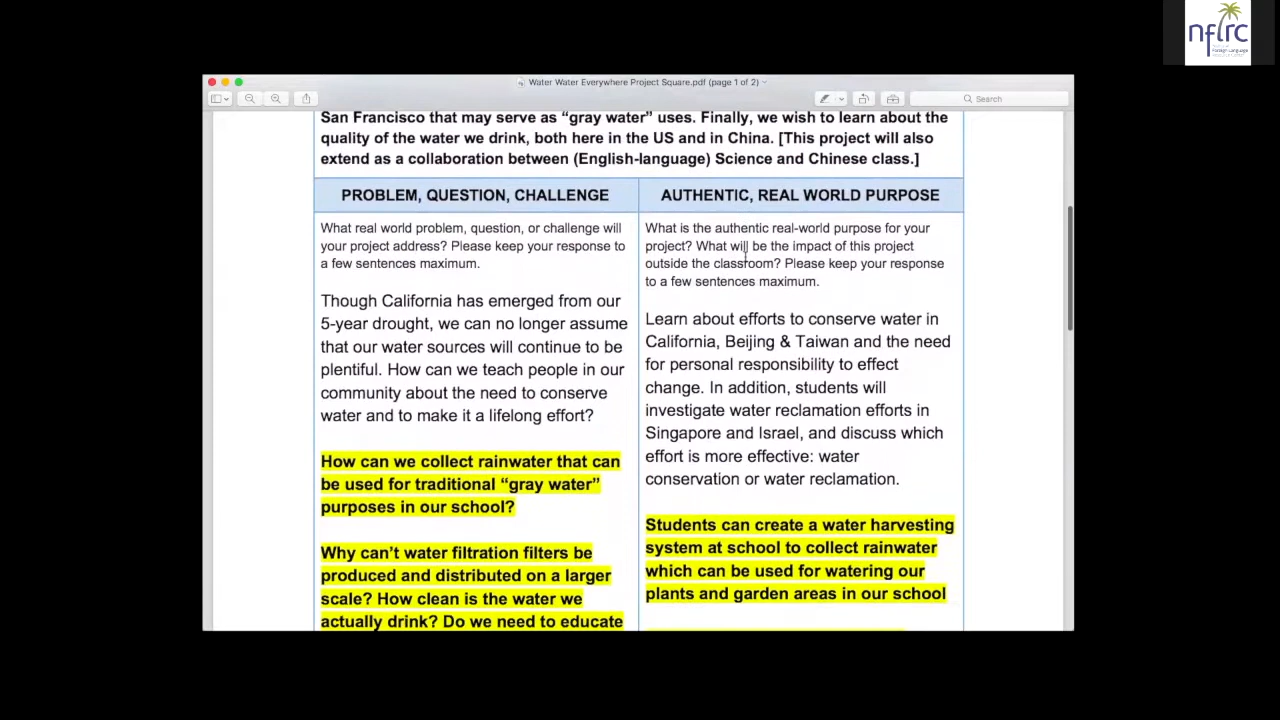 nflrc
Foreign Language
Water Water Everywhere Project Square.pdf (page 1 of 2)
Search
San Francisco that may serve as “gray water” uses. Finally, we wish to learn about the
quality of the water we drink, both here in the US and in China. [This project will also
extend as a collaboration between (English-language) Science and Chinese class.]
PROBLEM, QUESTION, CHALLENGE
What real world problem, question, or challenge will
your project address? Please keep your response to
a few sentences maximum.
Though California has emerged from our
5-year drought, we can no longer assume
that our water sources will continue to be
plentiful. How can we teach people in our
community about the need to conserve
water and to make it a lifelong effort?
How can we collect rainwater that can
be used for traditional “gray water”
purposes in our school?
Why can’t water filtration filters be
produced and distributed on a larger
scale? How clean is the water we
actually drink? Do we need to educate
AUTHENTIC, REAL WORLD PURPOSE
What is the authentic real-world purpose for your
project? What will be the impact of this project
outside the classroom? Please keep your response
to a few sentences maximum.
Learn about efforts to conserve water in
California, Beijing & Taiwan and the need
for personal responsibility to effect
change. In addition, students will
investigate water reclamation efforts in
Singapore and Israel, and discuss which
effort is more effective: water
conservation or water reclamation.
Students can create a water harvesting
system at school to collect rainwater
which can be used for watering our
plants and garden areas in our school